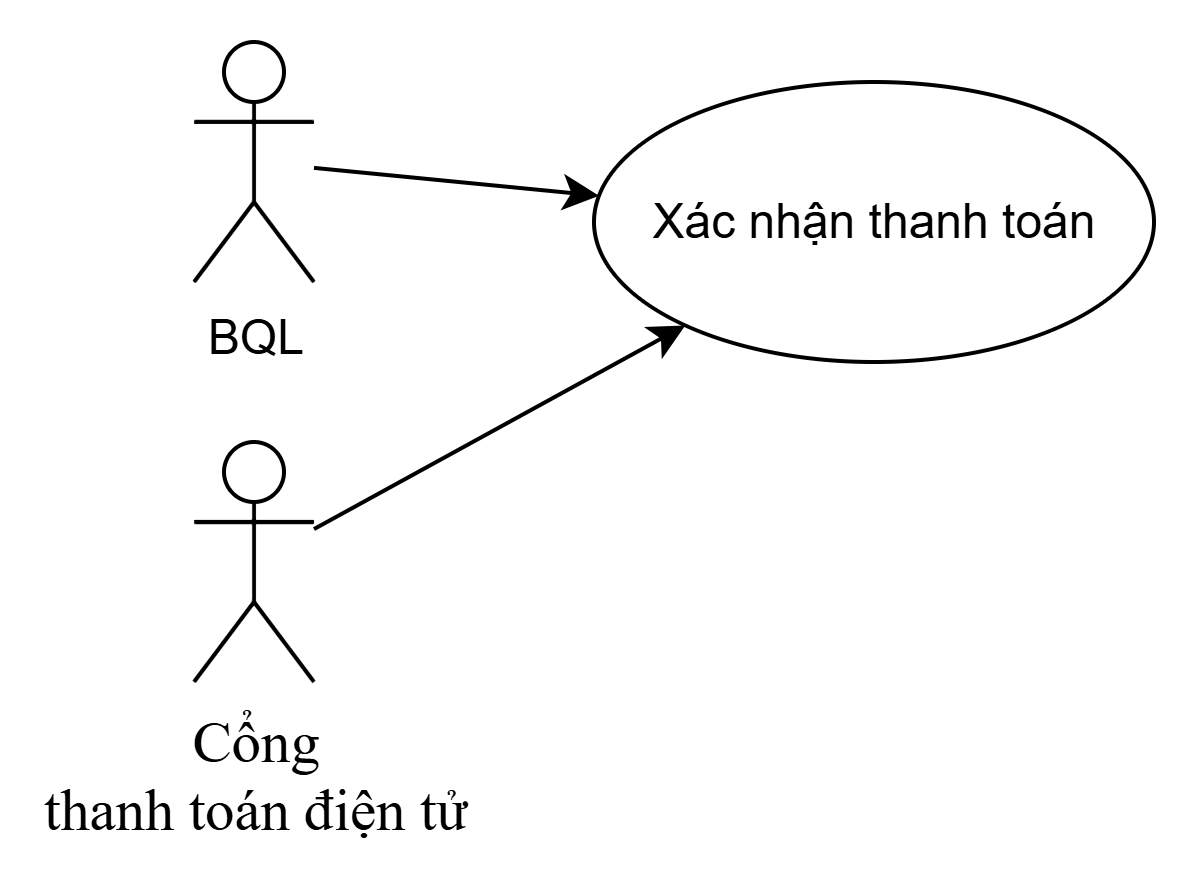 Xác nhận thanh toán
BQL
Cổng
thanh toán điện tử